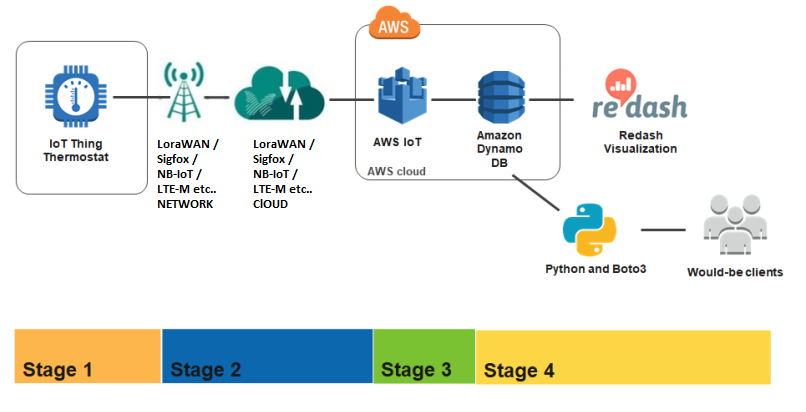 AWS
IoT Thing
Thermostat
LoraWAN /
Sigfox /
NB-IoT /
LTE-M etc..
NETWORK
LoraWAN /
Sigfox /
NB-IoT /
LTE-M etc..
ClOUD
AWS IoT
AWS cloud
Amazon
Dynamo
DB
redash
Redash
Visualization
Python and Boto3
Would-be clients
Stage 1
Stage 2
Stage 3
Stage 4